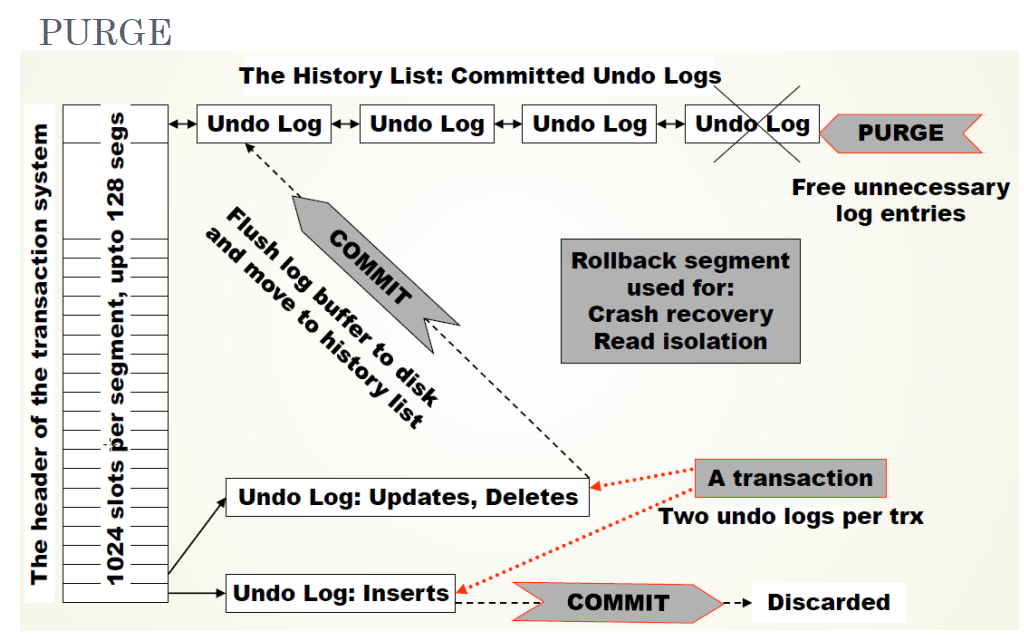 PURGE
The History List: Committed Undo Logs
Undo Log
Undo Log
Undo Log
Undo Log
PURGE
Free unnecessary
log entries
The header of the transaction system
1024 slots per segment, upto 128 segs
COMMIT
Flush log buffer to disk
and move to history list
Rollback segment
used for:
Crash recovery
Read isolation
Undo Log: Updates, Deletes
A transaction
Two undo logs per trx
Undo Log: Inserts
COMMIT
Discarded